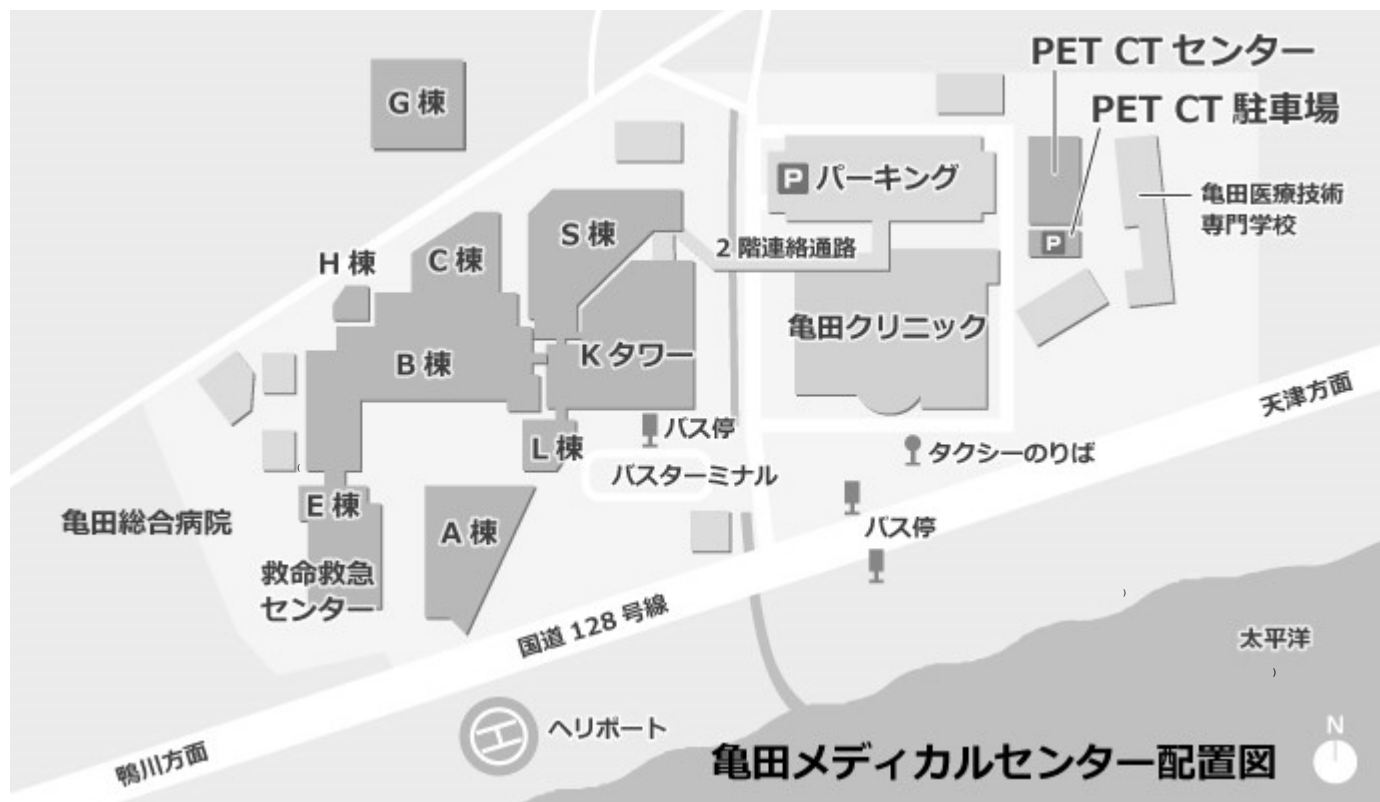 PET CT センター
G 棟
PET CT 駐車場
P パーキング
亀田医療技術
専門学校
S 棟
P
2 階連絡通路
C 棟
H 棟
亀田クリニック
K タワー
B 棟
天津方面
バス停
L 棟
タクシーのりば
バスターミナル
E 棟
亀田総合病院
A 棟
バス停
救命救急
センター
国道 128 号線
太平洋
H ヘリポート
N
鴨川方面
亀田メディカルセンター配置図